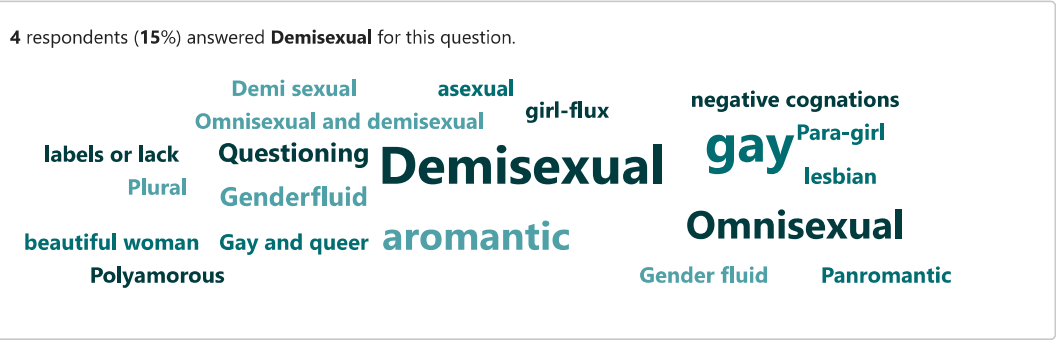 4 respondents (15%) answered Demisexual for this question.
Demi sexual
asexual
negative cognations
girl-flux
Omnisexual and demisexual
gay
Para-girl
labels or lack
Questioning
Demisexual
lesbian
Plural
Genderfluid
Omnisexual
beautiful woman
Gay and queer
aromantic
Polyamorous
Gender fluid
Panromantic